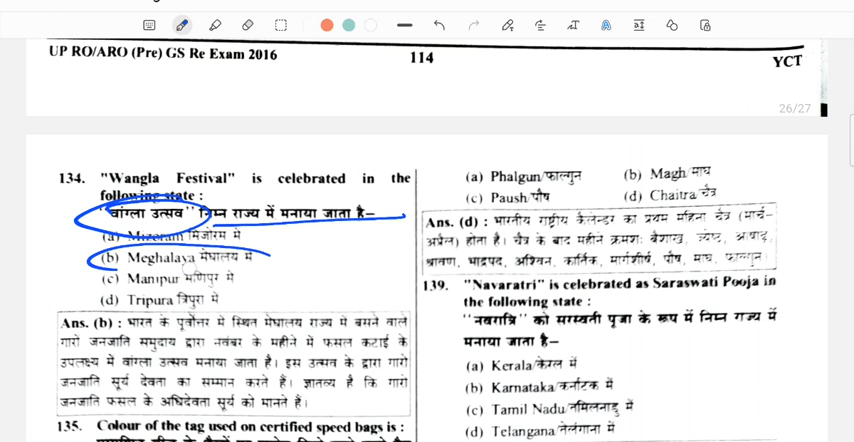 UP RO/ARO (Pre) GS Re Exam 2016
114
YCT
26/27
134. "Wangla Festival" is celebrated in the
following state :
"वांग्ला उत्सव" निम्न राज्य में मनाया जाता है–
(a) Mizoram मिजोरम में
(b) Meghalaya मेघालय में
(c) Manipur मणिपुर में
(d) Tripura त्रिपुरा में
Ans. (b) : भारत के पूर्वोत्तर में स्थित मेघालय राज्य में बसने वाले
गारो जनजाति समुदाय द्वारा नवंबर के महीने में फसल कटाई के
उपलक्ष्य में वांग्ला उत्सव मनाया जाता है। इस उत्सव के द्वारा गारो
जनजाति सूर्य देवता का सम्मान करते हैं। ज्ञातव्य है कि गारो
जनजाति फसल के अधिदेवता सूर्य को मानते हैं।
135. Colour of the tag used on certified speed bags is :
(a) Phalgun/फाल्गुन (b) Magh/माघ
(c) Paush/पौष (d) Chaitra/चैत्र
Ans. (d) : भारतीय राष्ट्रीय कैलेन्डर का प्रथम महिना चैत्र (मार्च–
अप्रैल) होता है। चैत्र के बाद महीने क्रमशः बैशाख, ज्येष्ठ, आषाढ़,
श्रावण, भाद्रपद, अश्विन, कार्तिक, मार्गशीर्ष, पौष, माघ, फाल्गुन।
139. "Navaratri" is celebrated as Saraswati Pooja in
the following state :
"नवरात्रि" को सरस्वती पूजा के रूप में निम्न राज्य में
मनाया जाता है–
(a) Kerala/केरल में
(b) Karnataka/कर्नाटक में
(c) Tamil Nadu/तमिलनाडु में
(d) Telangana/तेलंगाना में